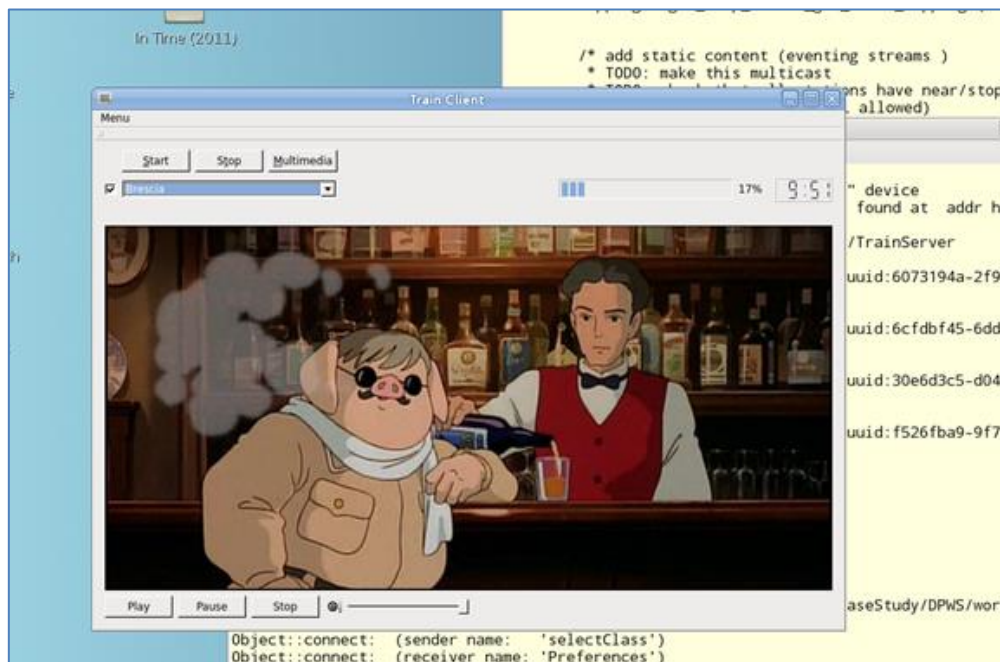 In Time (2011)
/* add static content (eventing streams )
* TODO: make this multicast
ons have near/stop
allowed)
Train Client
Menu
Start Stop Multimedia
Brescia
17%
9:51
" device
found at addr h
/TrainServer
uuid:6073194a-2f9
uuid:6cfdbf45-6dd
uuid:30e6d3c5-d04
uuid:f526fba9-9f7
Play Pause Stop
aseStudy/DPWS/wor
Object::connect: (sender name: 'selectClass')
Object::connect: (receiver name: 'Preferences')